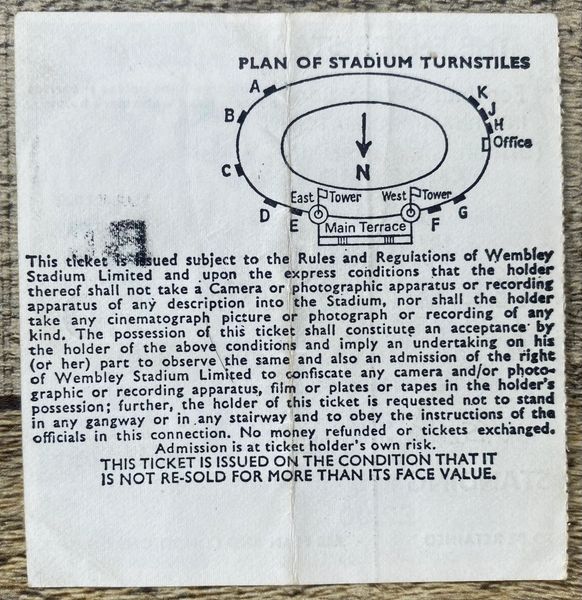 PLAN OF STADIUM TURNSTILES
A
K
J
B
H
Office
N
C
East Tower
West Tower
D
E
F
G
Main Terrace
This ticket is issued subject to the Rules and Regulations of Wembley
Stadium Limited and upon the express conditions that the holder
thereof shall not take a Camera or photographic apparatus or recording
apparatus of any description into the Stadium, nor shall the holder
take any cinematograph picture or photograph or recording of any
kind. The possession of this ticket shall constitute an acceptance by
the holder of the above conditions and imply an undertaking on his
(or her) part to observe the same and also an admission of the right
of Wembley Stadium Limited to confiscate any camera and/or photo-
graphic or recording apparatus, film or plates or tapes in the holder's
possession; further, the holder of this ticket is requested not to stand
in any gangway or in any stairway and to obey the instructions of the
officials in this connection. No money refunded or tickets exchanged.
Admission is at ticket holder's own risk.
THIS TICKET IS ISSUED ON THE CONDITION THAT IT
IS NOT RE-SOLD FOR MORE THAN ITS FACE VALUE.